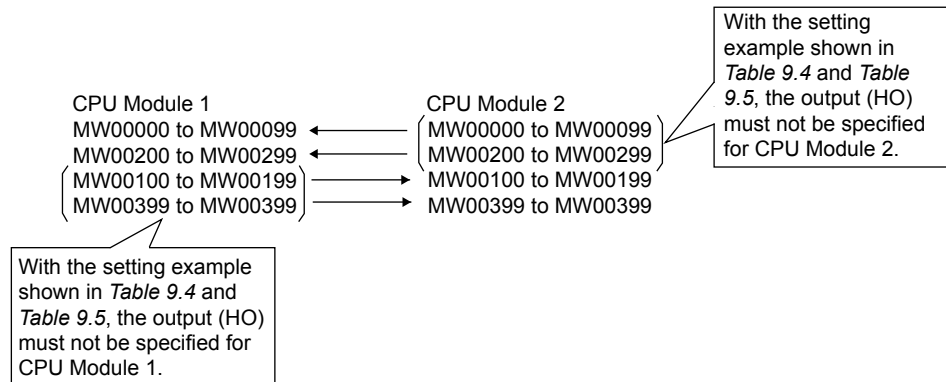 With the setting
example shown in
Table 9.4 and Table
9.5, the output (HO)
must not be specified
for CPU Module 2.
CPU Module 1
MW00000 to MW00099
MW00200 to MW00299
MW00100 to MW00199
MW00399 to MW00399
CPU Module 2
MW00000 to MW00099
MW00200 to MW00299
MW00100 to MW00199
MW00399 to MW00399
With the setting example
shown in Table 9.4 and
Table 9.5, the output (HO)
must not be specified for
CPU Module 1.